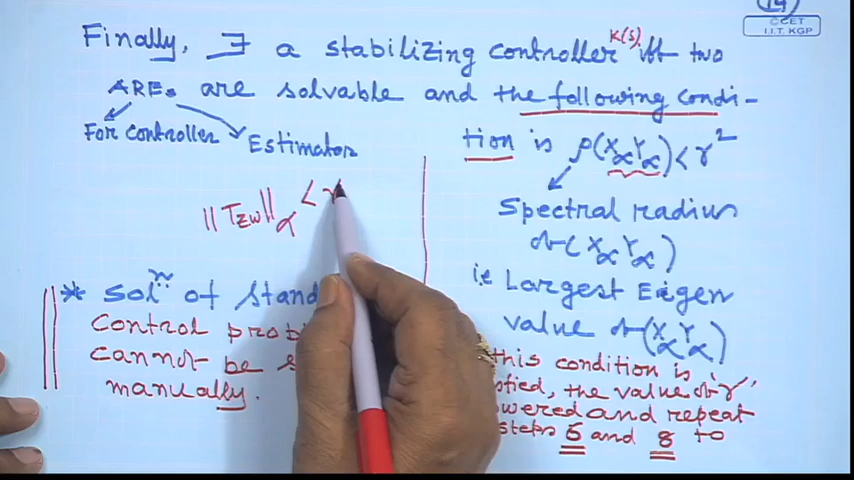 14
© CET
I.I.T. KGP
Finally, ∃ a stabilizing controller K(s) iff two
AREs are solvable and the following condi-
For controller
Estimator
tion is ρ(X∝Y∝) < γ²
Spectral radius
of (X∝Y∝)
i.e Largest Eigen
value of (X∝Y∝)
||Tzw||∝ < γ
* Solⁿ of Stand
Control prob
cannot be s
manually.
this condition is
fied, the value of 'γ'
owered and repeat
steps 5 and 8 to